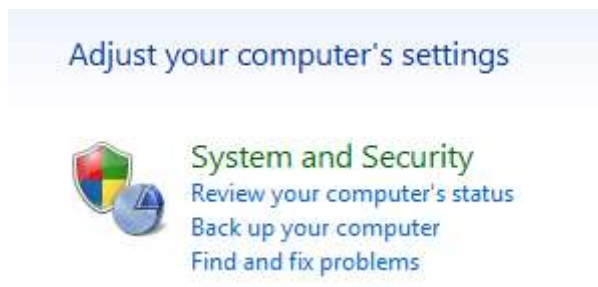 Adjust your computer's settings
System and Security
Review your computer's status
Back up your computer
Find and fix problems